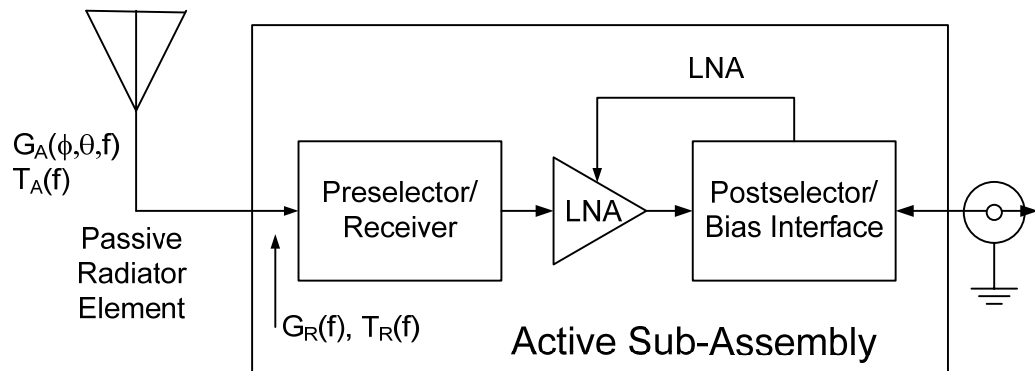 LNA
G_A(ϕ,θ,f)
T_A(f)
Preselector/
Receiver
LNA
Postselector/
Bias Interface
Passive
Radiator
Element
G_R(f), T_R(f)
Active Sub-Assembly